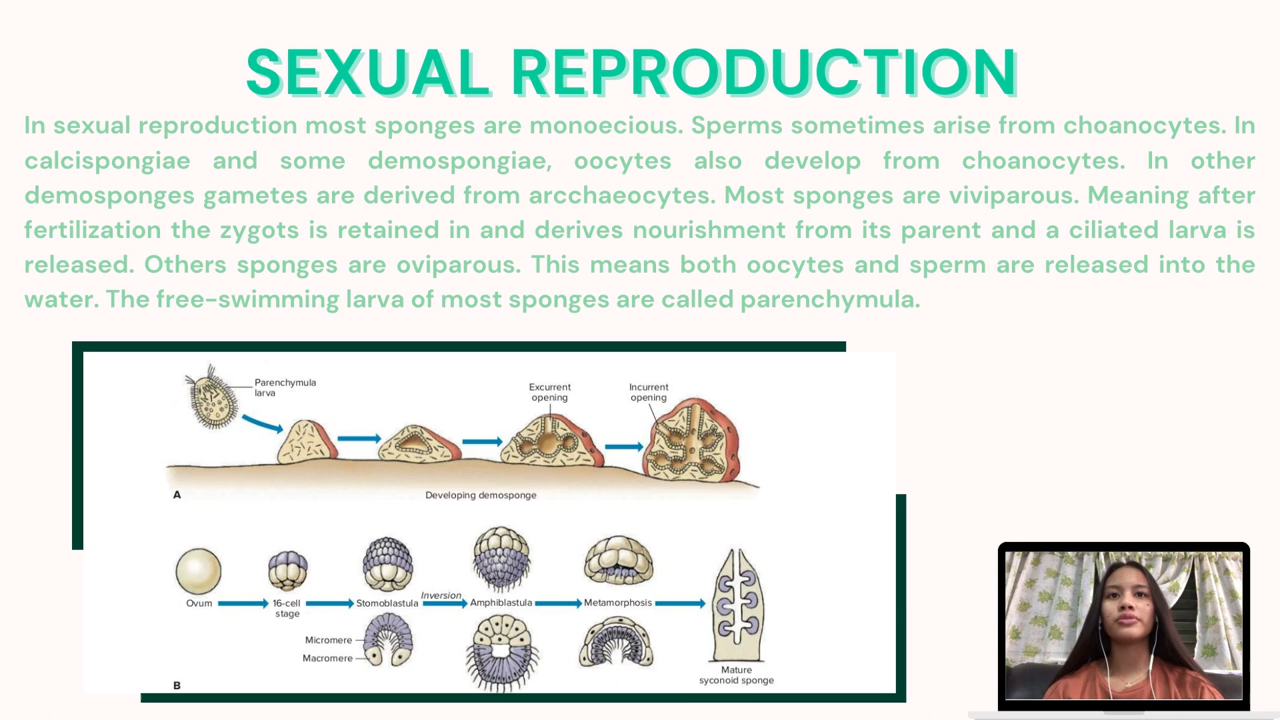 SEXUAL REPRODUCTION
In sexual reproduction most sponges are monoecious. Sperms sometimes arise from choanocytes. In
calcispongiae and some demospongiae, oocytes also develop from choanocytes. In other
demosponges gametes are derived from arcchaeocytes. Most sponges are viviparous. Meaning after
fertilization the zygots is retained in and derives nourishment from its parent and a ciliated larva is
released. Others sponges are oviparous. This means both oocytes and sperm are released into the
water. The free-swimming larva of most sponges are called parenchymula.
Parenchymula
larva
Excurrent
opening
Incurrent
opening
A
Developing demosponge
Ovum
16-cell
stage
Stomoblastula
Inversion
Amphiblastula
Metamorphosis
Micromere
Macromere
Mature
syconoid sponge
B